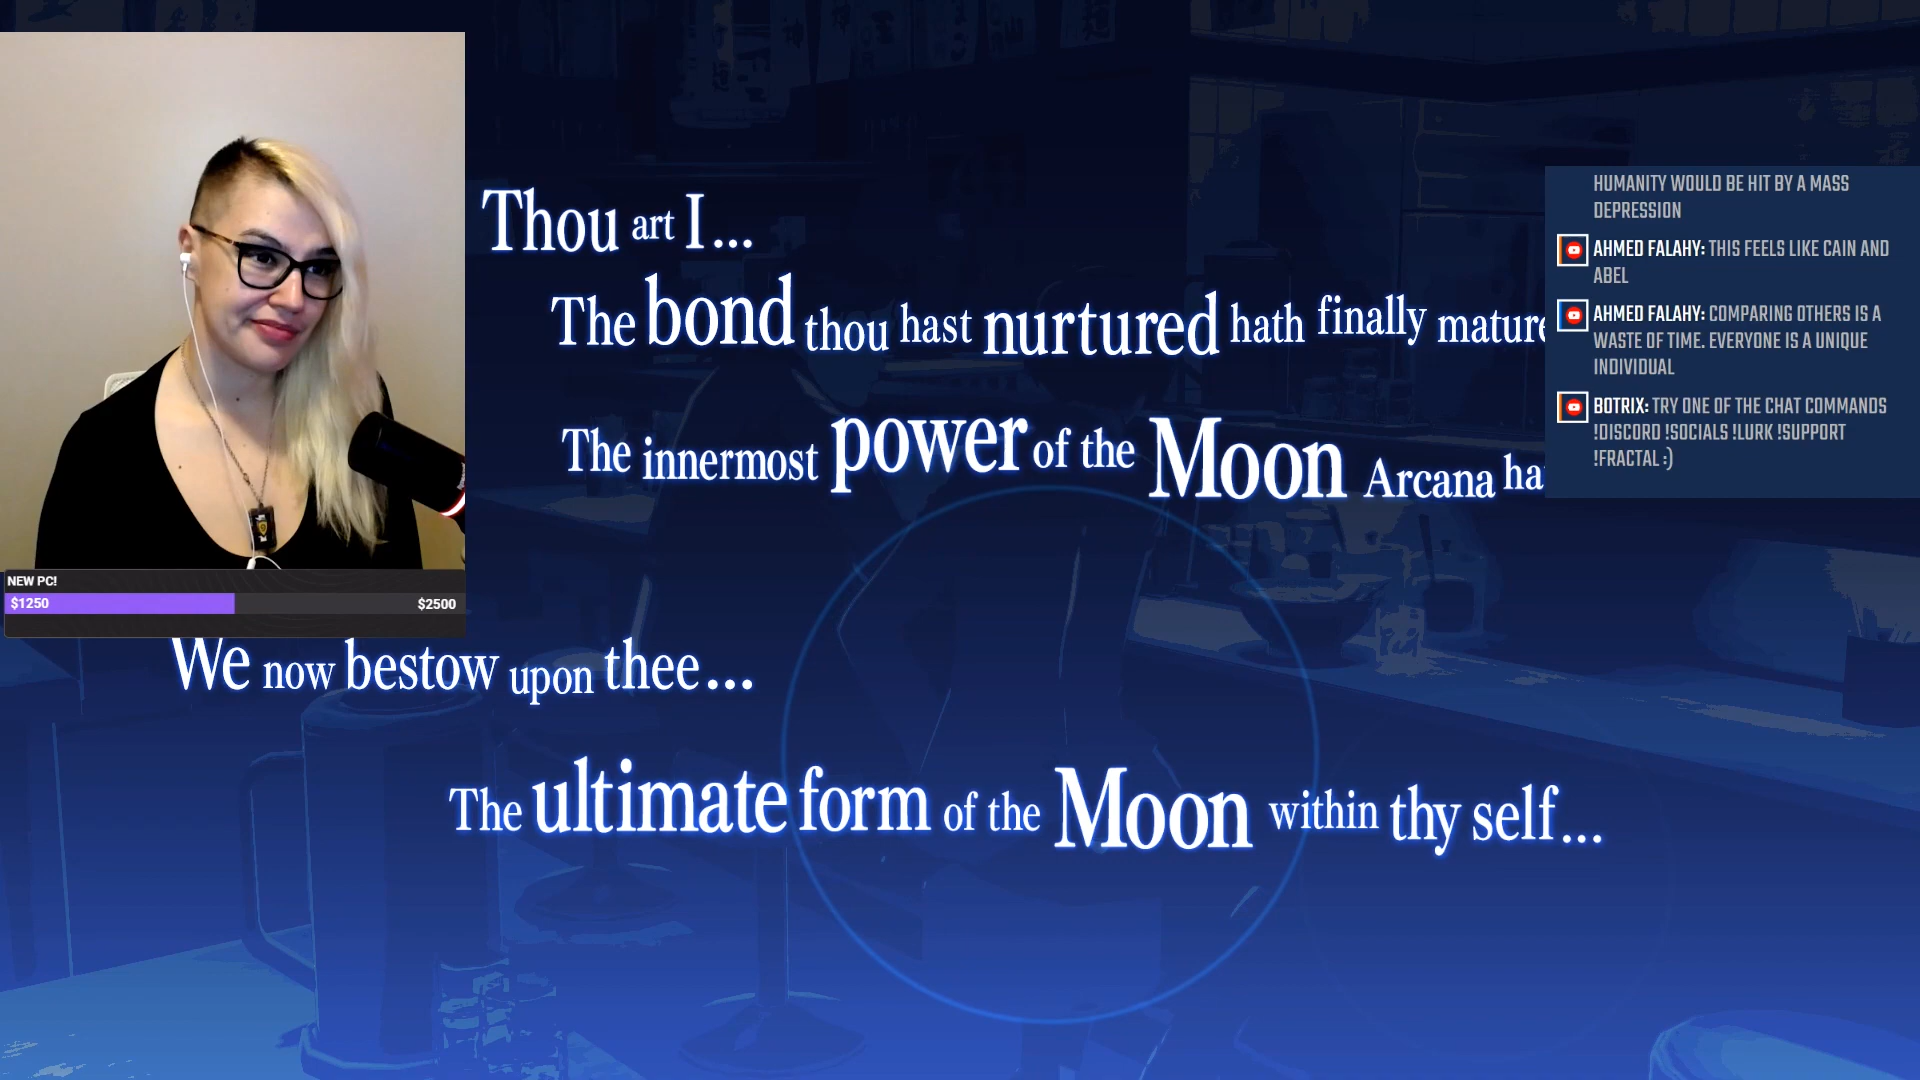 Thou art I...
The bond thou hast nurtured hath finally mature
The innermost power of the Moon Arcana ha
We now bestow upon thee...
The ultimate form of the Moon within thy self...
NEW PC!
$1250 $2500
HUMANITY WOULD BE HIT BY A MASS
DEPRESSION
AHMED FALAHY: THIS FEELS LIKE CAIN AND
ABEL
AHMED FALAHY: COMPARING OTHERS IS A
WASTE OF TIME. EVERYONE IS A UNIQUE
INDIVIDUAL
BOTRIX: TRY ONE OF THE CHAT COMMANDS
!DISCORD !SOCIALS !LURK !SUPPORT
!FRACTAL :)